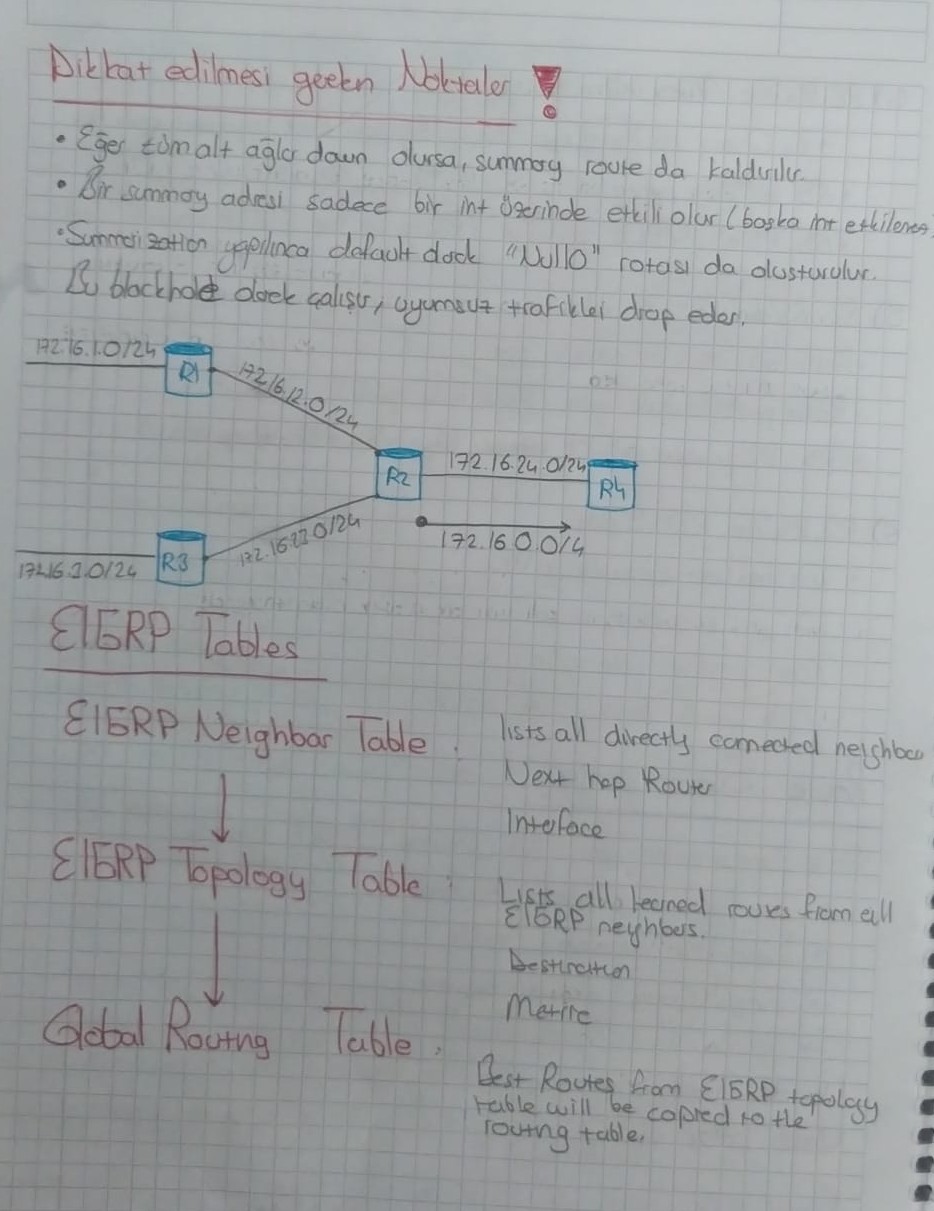 Dikkat edilmesi geeken Noktalar !
• Eğer tüm alt ağlar down olursa, summary route da kaldırılır.
• Bir summary adresi sadece bir int üzerinde etkili olur (başka int etkilenmez)
• Summarization yapılınca default olarak "Null0" rotası da oluşturulur.
Bu blackhole olarak çalışır, uyumsuz trafikleri drop eder.
172.16.1.0/24
R1
172.16.12.0/24
R2
172.16.24.0/24
R4
172.16.0.0/4
172.16.23.0/24
R3
172.16.3.0/24
EIGRP Tables
EIGRP Neighbor Table : lists all directly connected neighbors
Next hop Router
Interface
EIGRP Topology Table : Lists all learned routes from all
EIGRP neighbors.
Destination
Metric
Global Routing Table :
Best Routes from EIGRP topology
table will be copied to the
routing table.